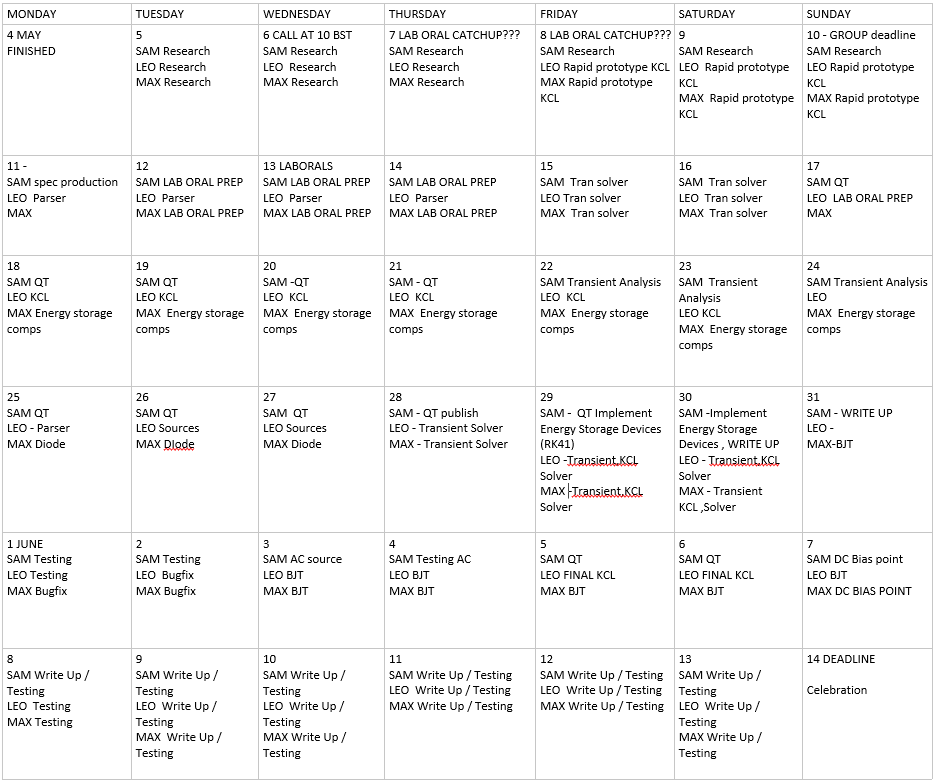 MONDAY
TUESDAY
WEDNESDAY
THURSDAY
FRIDAY
SATURDAY
SUNDAY
4 MAY
FINISHED
5
SAM Research
LEO Research
MAX Research
6 CALL AT 10 BST
SAM Research
LEO  Research
MAX Research
7 LAB ORAL CATCHUP???
SAM Research
LEO Research
MAX Research
8 LAB ORAL CATCHUP???
SAM Research
LEO Rapid prototype KCL
MAX Rapid prototype
KCL
9
SAM Research
LEO  Rapid prototype
KCL
MAX  Rapid prototype
KCL
10 - GROUP deadline
SAM Research
LEO Rapid prototype
KCL
MAX Rapid prototype
KCL
11 -
SAM spec production
LEO  Parser
MAX
12
SAM LAB ORAL PREP
LEO  Parser
MAX LAB ORAL PREP
13 LABORALS
SAM LAB ORAL PREP
LEO  Parser
MAX LAB ORAL PREP
14
SAM LAB ORAL PREP
LEO  Parser
MAX LAB ORAL PREP
15
SAM  Tran solver
LEO Tran solver
MAX  Tran solver
16
SAM  Tran solver
LEO  Tran solver
MAX  Tran solver
17
SAM QT
LEO  LAB ORAL PREP
MAX
18
SAM QT
LEO KCL
MAX Energy storage
comps
19
SAM QT
LEO KCL
MAX  Energy storage
comps
20
SAM -QT
LEO  KCL
MAX  Energy storage
comps
21
SAM - QT
LEO  KCL
MAX  Energy storage
comps
22
SAM Transient Analysis
LEO  KCL
MAX  Energy storage
comps
23
SAM  Transient
Analysis
LEO KCL
MAX  Energy storage
comps
24
SAM Transient Analysis
LEO
MAX  Energy storage
comps
25
SAM QT
LEO - Parser
MAX Diode
26
SAM QT
LEO Sources
MAX DIode
27
SAM  QT
LEO Sources
MAX Diode
28
SAM - QT publish
LEO - Transient Solver
MAX - Transient Solver
29
SAM -  QT Implement
Energy Storage Devices
(RK41)
LEO -Transient,KCL
Solver
MAX -Transient,KCL
Solver
30
SAM -Implement
Energy Storage
Devices , WRITE UP
LEO - Transient,KCL
Solver
MAX - Transient
KCL ,Solver
31
SAM - WRITE UP
LEO -
MAX-BJT
1 JUNE
SAM Testing
LEO Testing
MAX Bugfix
2
SAM Testing
LEO  Bugfix
MAX Bugfix
3
SAM AC source
LEO BJT
MAX BJT
4
SAM Testing AC
LEO BJT
MAX BJT
5
SAM QT
LEO FINAL KCL
MAX BJT
6
SAM QT
LEO FINAL KCL
MAX BJT
7
SAM DC Bias point
LEO BJT
MAX DC BIAS POINT
8
SAM Write Up /
Testing
LEO  Testing
MAX Testing
9
SAM Write Up /
Testing
LEO  Write Up /
Testing
MAX  Write Up /
Testing
10
SAM Write Up /
Testing
LEO  Write Up /
Testing
MAX Write Up /
Testing
11
SAM Write Up / Testing
LEO  Write Up / Testing
MAX Write Up / Testing
12
SAM Write Up / Testing
LEO  Write Up / Testing
MAX Write Up / Testing
13
SAM Write Up /
Testing
LEO  Write Up /
Testing
MAX Write Up /
Testing
14 DEADLINE
Celebration